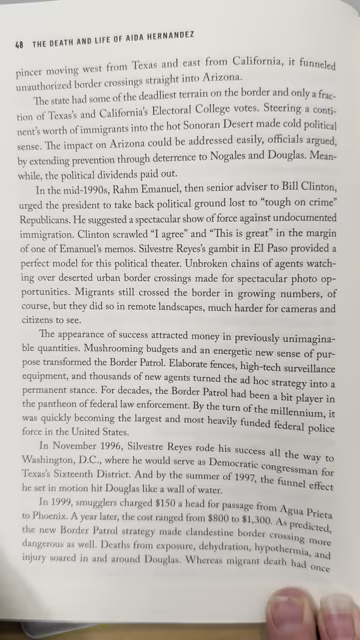 48 THE DEATH AND LIFE OF AIDA HERNANDEZ
pincer moving west from Texas and east from California, it funneled
unauthorized border crossings straight into Arizona.
The state had some of the deadliest terrain on the border and only a frac-
tion of Texas's and California's Electoral College votes. Steering a conti-
nent's worth of immigrants into the hot Sonoran Desert made cold political
sense. The impact on Arizona could be addressed easily, officials argued,
by extending prevention through deterrence to Nogales and Douglas. Mean-
while, the political dividends paid out.
In the mid-1990s, Rahm Emanuel, then senior adviser to Bill Clinton,
urged the president to take back political ground lost to "tough on crime"
Republicans. He suggested a spectacular show of force against undocumented
immigration. Clinton scrawled "I agree" and "This is great" in the margin
of one of Emanuel's memos. Silvestre Reyes's gambit in El Paso provided a
perfect model for this political theater. Unbroken chains of agents watch-
ing over deserted urban border crossings made for spectacular photo op-
portunities. Migrants still crossed the border in growing numbers, of
course, but they did so in remote landscapes, much harder for cameras and
citizens to see.
The appearance of success attracted money in previously unimagina-
ble quantities. Mushrooming budgets and an energetic new sense of pur-
pose transformed the Border Patrol. Elaborate fences, high-tech surveillance
equipment, and thousands of new agents turned the ad hoc strategy into a
permanent stance. For decades, the Border Patrol had been a bit player in
the pantheon of federal law enforcement. By the turn of the millennium, it
was quickly becoming the largest and most heavily funded federal police
force in the United States.
In November 1996, Silvestre Reyes rode his success all the way to
Washington, D.C., where he would serve as Democratic congressman for
Texas's Sixteenth District. And by the summer of 1997, the funnel effect
he set in motion hit Douglas like a wall of water.
In 1999, smugglers charged $150 a head for passage from Agua Prieta
to Phoenix. A year later, the cost ranged from $800 to $1,300. As predicted,
the new Border Patrol strategy made clandestine border crossing more
dangerous as well. Deaths from exposure, dehydration, hypothermia, and
injury soared in and around Douglas. Whereas migrant death had once